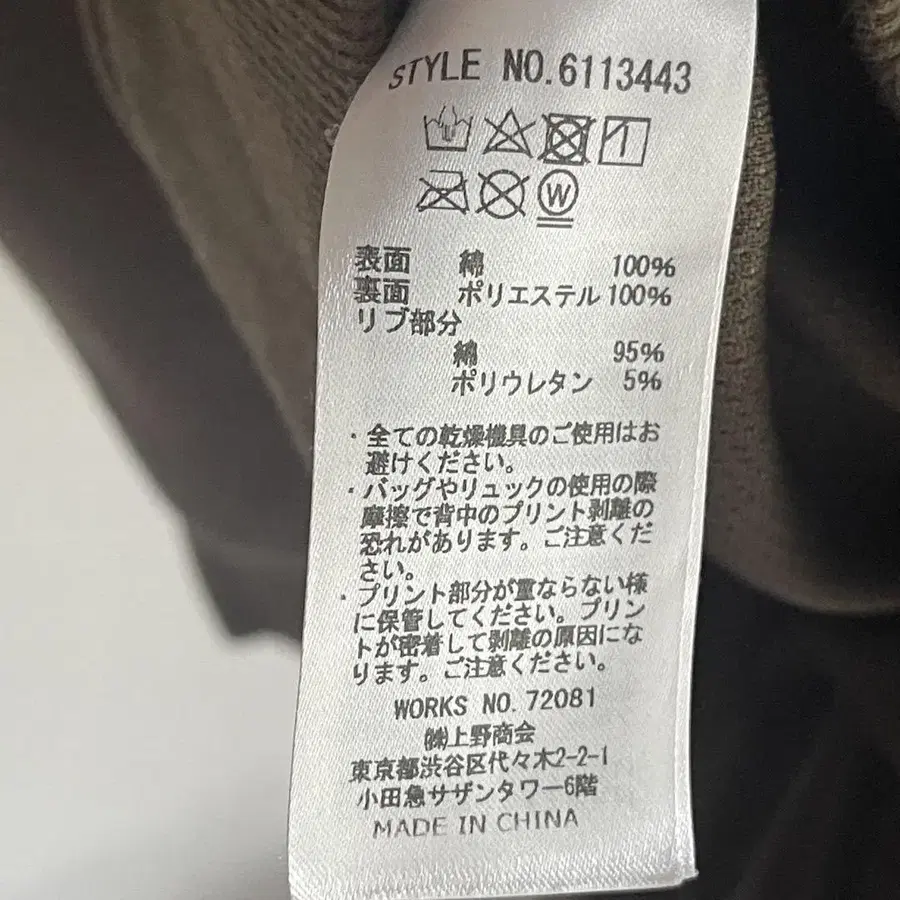 STYLE NO.6113443
W
表面 綿 100%
裏面 ポリエステル 100%
リブ部分
綿 95%
ポリウレタン 5%
・全ての乾燥機具のご使用はお
避けください。
・バッグやリュックの使用の際
摩擦で背中のプリント剥離の
恐れがあります。ご注意くだ
さい。
・プリント部分が重ならない様
に保管してください。プリン
トが密着して剥離の原因にな
ります。ご注意ください。
WORKS NO. 72081
㈱上野商会
東京都渋谷区代々木2-2-1
小田急サザンタワー6階
MADE IN CHINA